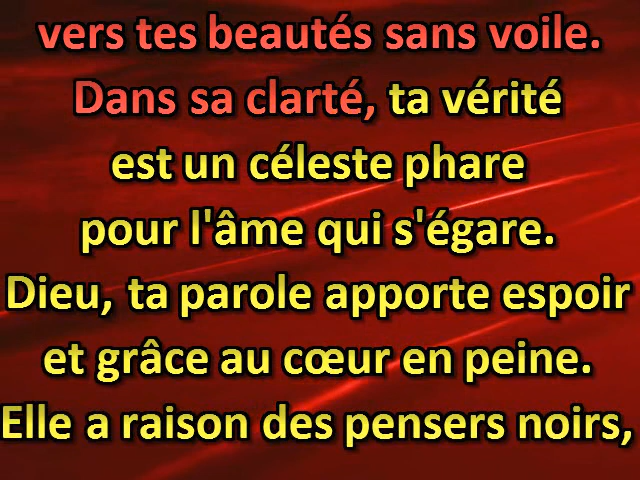 vers tes beautés sans voile.
Dans sa clarté, ta vérité
est un céleste phare
pour l'âme qui s'égare.
Dieu, ta parole apporte espoir
et grâce au cœur en peine.
Elle a raison des pensers noirs,